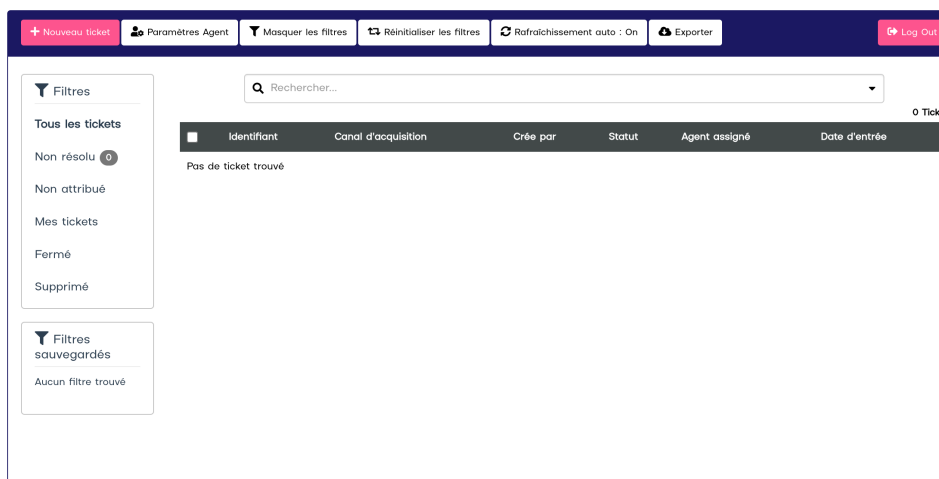 Nouveau ticket
Paramètres Agent
Masquer les filtres
Réinitialiser les filtres
Rafraîchissement auto : On
Exporter
Log Out
Filtres
Tous les tickets
Non résolu 0
Non attribué
Mes tickets
Fermé
Supprimé
Filtres
sauvegardés
Aucun filtre trouvé
Rechercher...
0 Tick
Identifiant Canal d'acquisition Crée par Statut Agent assigné Date d'entrée
Pas de ticket trouvé